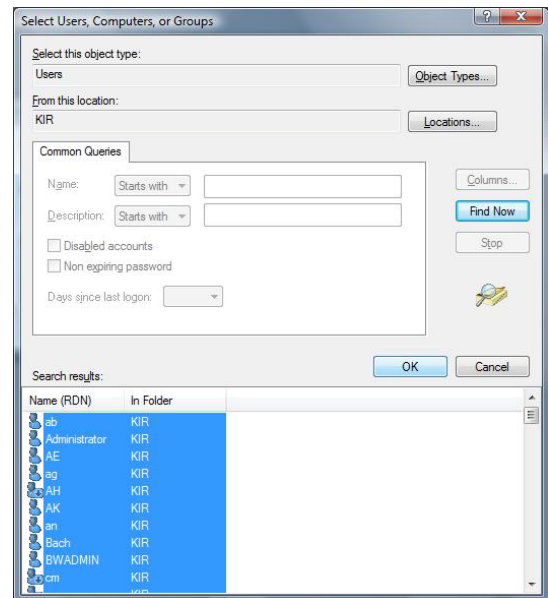 Select Users, Computers, or Groups
Select this object type:
Users
Object Types...
From this location:
KIR
Locations...
Common Queries
Name: Starts with
Description: Starts with
Disabled accounts
Non expiring password
Days since last logon:
Columns...
Find Now
Stop
OK Cancel
Search results:
Name (RDN) In Folder
ab KIR
Administrator KIR
AE KIR
ag KIR
AH KIR
AK KIR
an KIR
Bach KIR
BWADMIN KIR
cm KIR
KIR